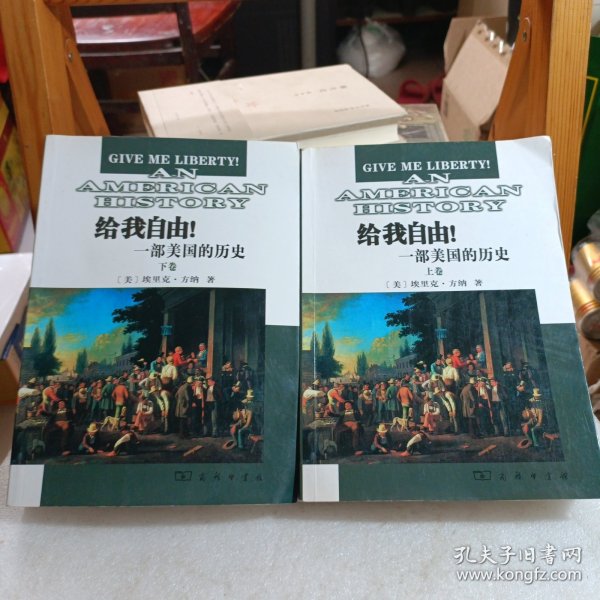 GIVE ME LIBERTY!
AN
AMERICAN
HISTORY
给我自由!
一部美国的历史
下卷
〔美〕埃里克·方纳 著
商务印书馆
GIVE ME LIBERTY!
AN
AMERICAN
HISTORY
给我自由!
一部美国的历史
上卷
〔美〕埃里克·方纳 著
商务印书馆
孔夫子旧书网
www.kongfz.com